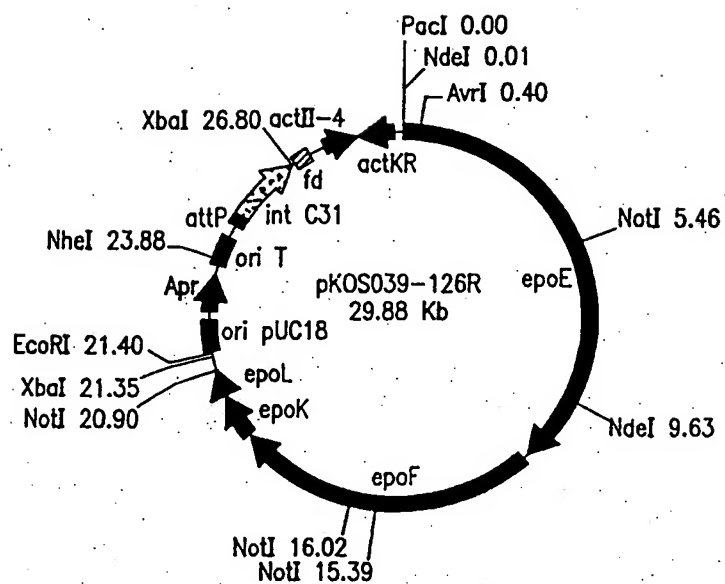 PacI 0.00
NdeI 0.01
AvrI 0.40
XbaI 26.80
actII-4
actKR
fd
attP
int C31
NheI 23.88
ori T
NotI 5.46
Apr
pKOS039-126R
29.88 Kb
epoE
ori pUC18
EcoRI 21.40
XbaI 21.35
NotI 20.90
epoL
epoK
NdeI 9.63
epoF
NotI 16.02
NotI 15.39